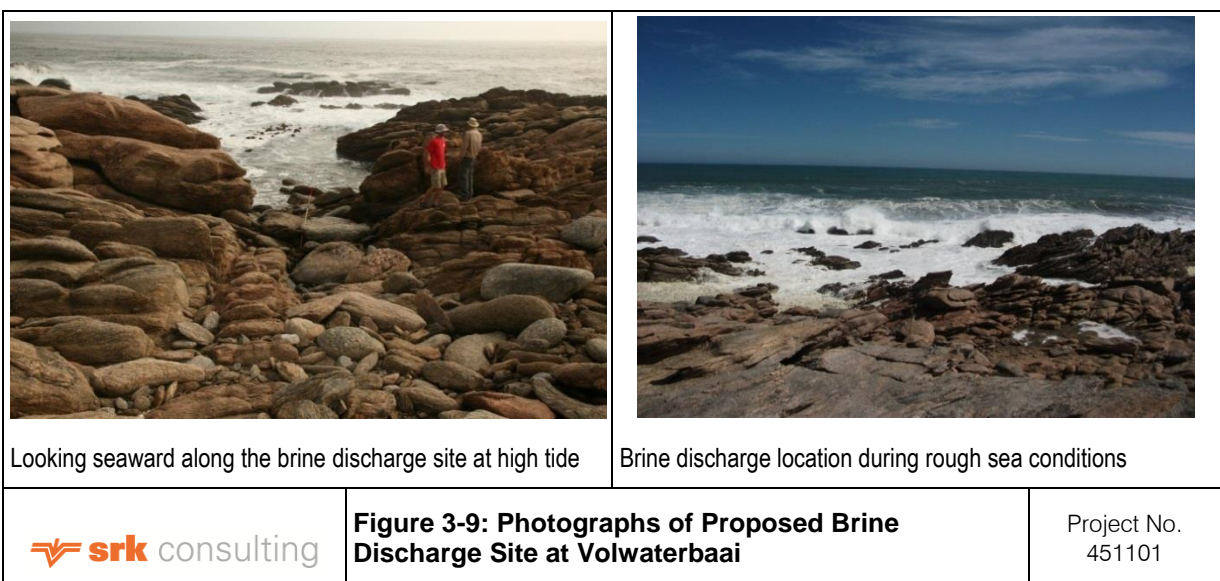 Looking seaward along the brine discharge site at high tide
Brine discharge location during rough sea conditions
srk consulting
Figure 3-9: Photographs of Proposed Brine
Discharge Site at Volwaterbaai
Project No.
451101